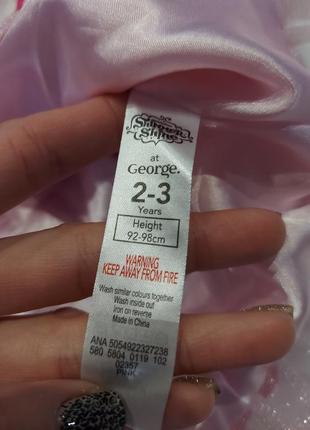 Shimmer
Shine
at
George.
2-3
Years
Height
92-98cm
WARNING
KEEP AWAY FROM FIRE
Wash similar colours together
Wash inside out
iron on reverse
Made in China
ANA 5054922327238
580 5804 0119 102
02357
PINK